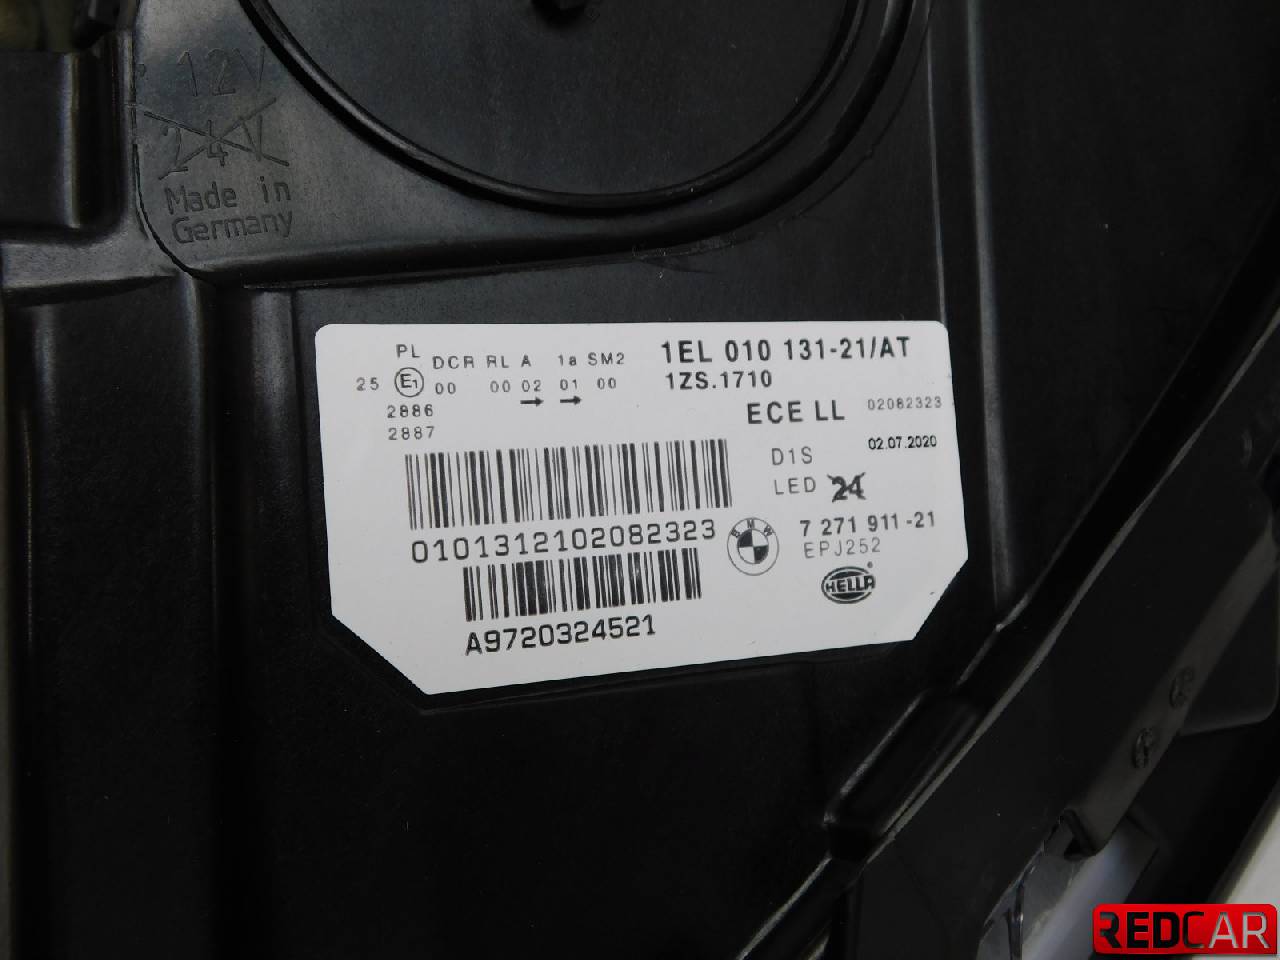 12V
24V
Made in
Germany
PL DCR RL A 1a SM2
25 E1 00 00 02 01 00
2886
2887
1EL 010 131-21/AT
1ZS.1710
ECE LL 02082323
D1S 02.07.2020
LED 24
0101312102082323
BMW 7 271 911-21
EPJ252
HELLA
A9720324521
REDCAR